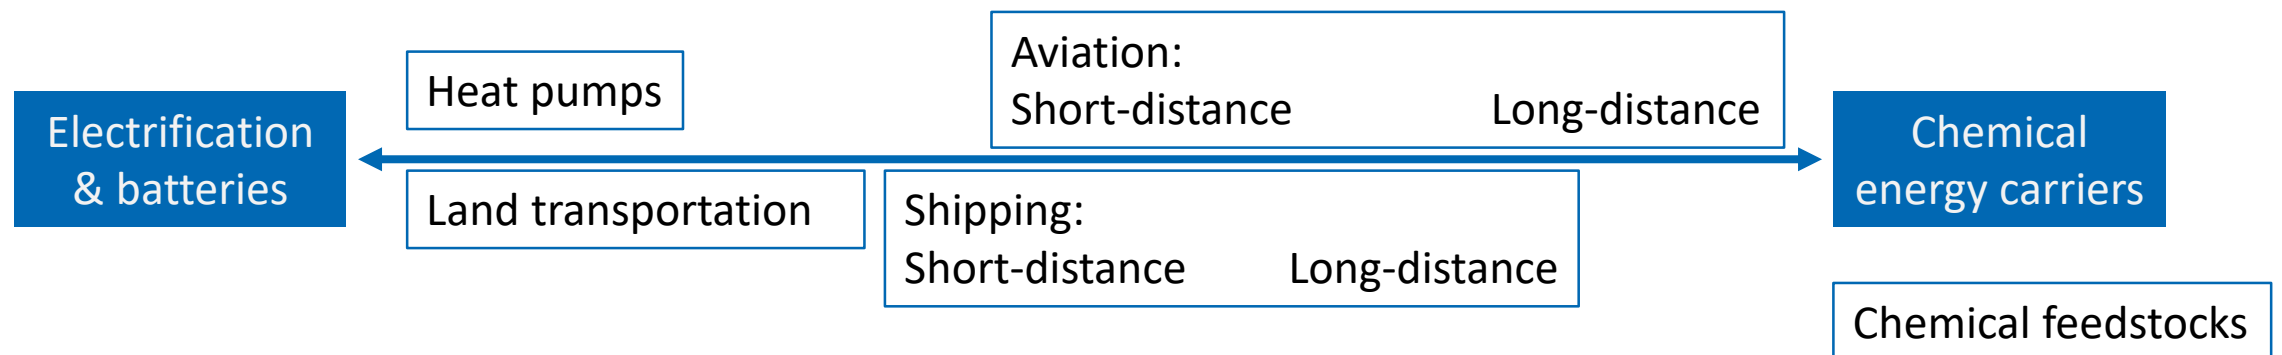 Electrification
& batteries
Heat pumps
Land transportation
Aviation:
Short-distance Long-distance
Shipping:
Short-distance Long-distance
Chemical
energy carriers
Chemical feedstocks